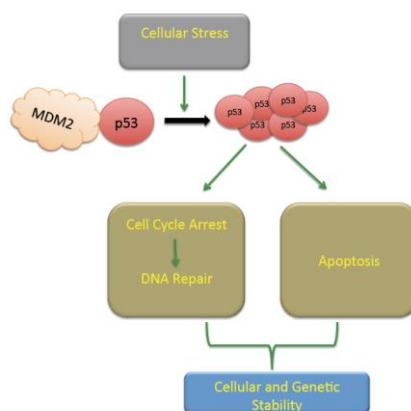 Cellular Stress
MDM2
p53
p53
p53
p53
p53
p53
p53
Cell Cycle Arrest
DNA Repair
Apoptosis
Cellular and Genetic
Stability